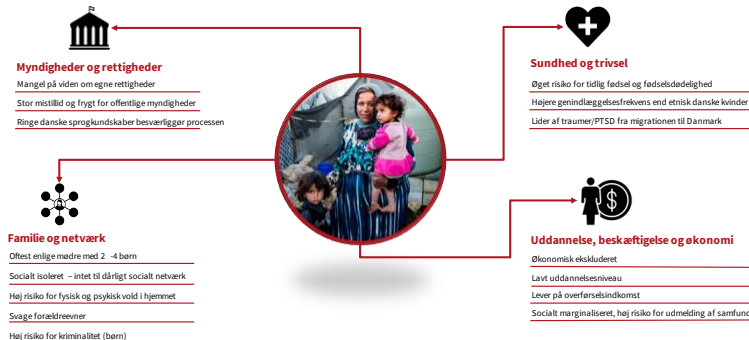 Myndigheder og rettigheder
Mangel på viden om egne rettigheder
Stor mistillid og frygt for offentlige myndigheder
Ringe danske sprogkundskaber besværliggør processen
Sundhed og trivsel
Øget risiko for tidlig fødsel og fødselsdødelighed
Højere genindlæggelsesfrekvens end etnisk danske kvinder
Lider af traumer/PTSD fra migrationen til Danmark
Familie og netværk
Oftest enlige mødre med 2 -4 børn
Socialt isoleret – intet til dårligt socialt netværk
Høj risiko for fysisk og psykisk vold i hjemmet
Svage forældreevner
Høj risiko for kriminalitet (børn)
$
Uddannelse, beskæftigelse og økonomi
Økonomisk ekskluderet
Lavt uddannelsesniveau
Lever på overførselsindkomst
Socialt marginaliseret, høj risiko for udmelding af samfund